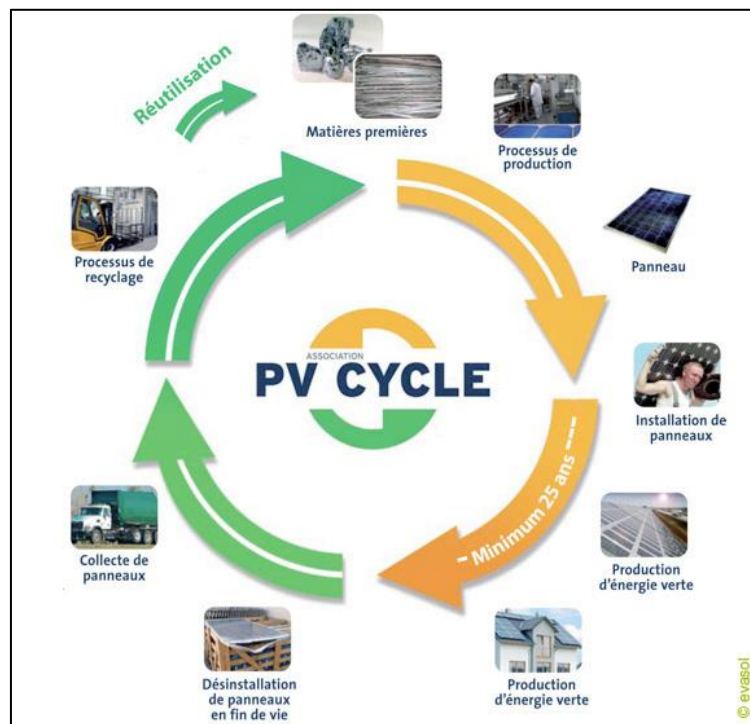 Réutilisation
Matières premières
Processus de
production
Panneau
Installation de
panneaux
Minimum 25 ans
Production
d'énergie verte
Production
d'énergie verte
Désinstallation
de panneaux
en fin de vie
Collecte de
panneaux
Processus de
recyclage
ASSOCIATION
PV CYCLE
© evasol